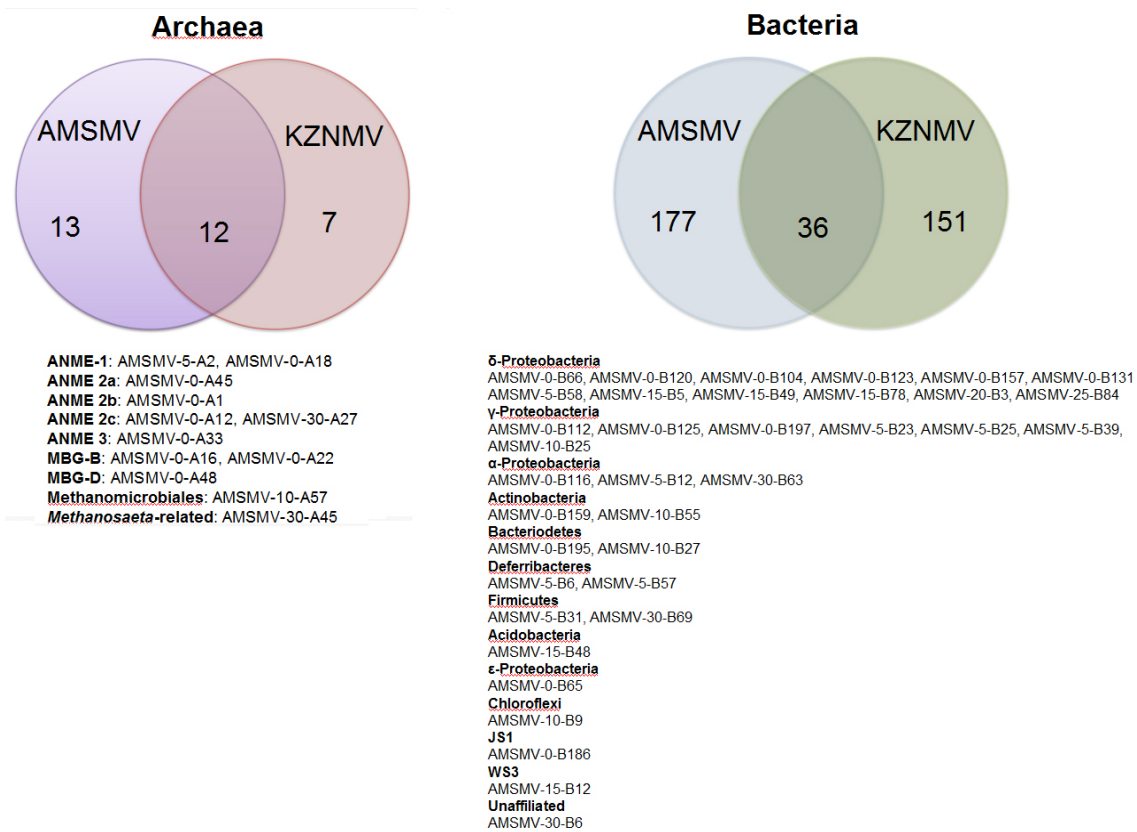 Archaea
AMSMV
KZNMV
13
12
7
ANME-1: AMSMV-5-A2, AMSMV-0-A18
ANME 2a: AMSMV-0-A45
ANME 2b: AMSMV-0-A1
ANME 2c: AMSMV-0-A12, AMSMV-30-A27
ANME 3: AMSMV-0-A33
MBG-B: AMSMV-0-A16, AMSMV-0-A22
MBG-D: AMSMV-0-A48
Methanomicrobiales: AMSMV-10-A57
Methanosaeta-related: AMSMV-30-A45
Bacteria
AMSMV
KZNMV
177
36
151
δ-Proteobacteria
AMSMV-0-B66, AMSMV-0-B120, AMSMV-0-B104, AMSMV-0-B123, AMSMV-0-B157, AMSMV-0-B131
AMSMV-5-B58, AMSMV-15-B5, AMSMV-15-B49, AMSMV-15-B78, AMSMV-20-B3, AMSMV-25-B84
γ-Proteobacteria
AMSMV-0-B112, AMSMV-0-B125, AMSMV-0-B197, AMSMV-5-B23, AMSMV-5-B25, AMSMV-5-B39,
AMSMV-10-B25
α-Proteobacteria
AMSMV-0-B116, AMSMV-5-B12, AMSMV-30-B63
Actinobacteria
AMSMV-0-B159, AMSMV-10-B55
Bacteriodetes
AMSMV-0-B195, AMSMV-10-B27
Deferribacteres
AMSMV-5-B6, AMSMV-5-B57
Firmicutes
AMSMV-5-B31, AMSMV-30-B69
Acidobacteria
AMSMV-15-B48
ε-Proteobacteria
AMSMV-0-B65
Chloroflexi
AMSMV-10-B9
JS1
AMSMV-0-B186
WS3
AMSMV-15-B12
Unaffiliated
AMSMV-30-B6